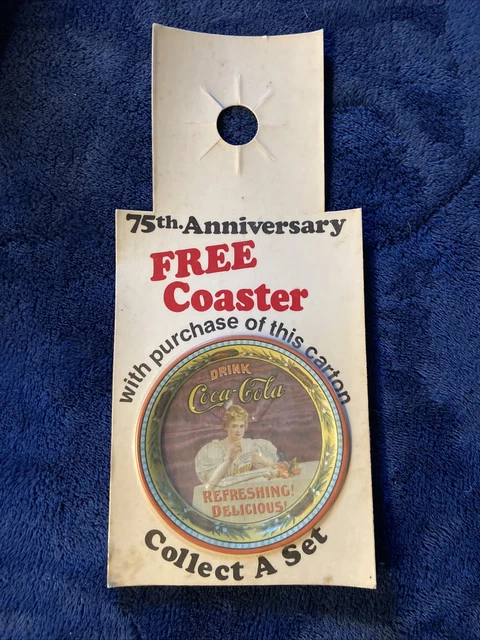 75th. Anniversary
FREE
Coaster
with purchase of this carton
DRINK
Coca-Cola
REFRESHING!
DELICIOUS!
Collect A Set